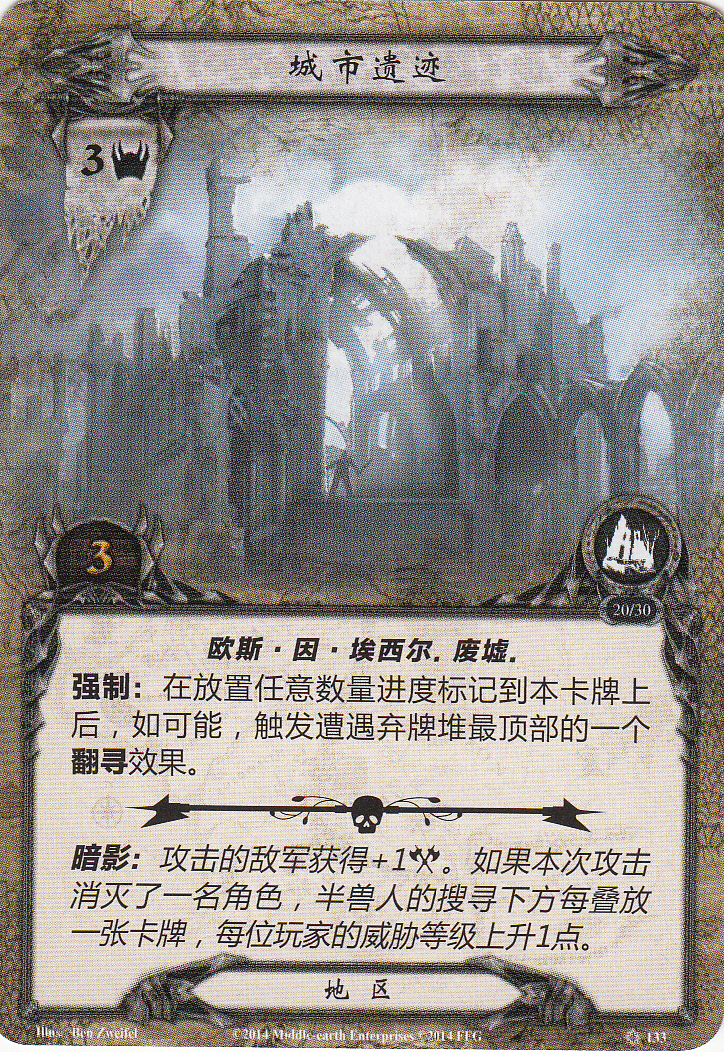 城市遗迹
3
3
20/30
欧斯·因·埃西尔. 废墟.
强制：在放置任意数量进度标记到本卡牌上
后，如可能，触发遭遇弃牌堆最顶部的一个
翻寻效果。
暗影：攻击的敌军获得+1。如果本次攻击
消灭了一名角色，半兽人的搜寻下方每叠放
一张卡牌，每位玩家的威胁等级上升1点。
地 区
Illus. Ben Zweifel ©2014 Middle-earth Enterprises ©2014 FFG 133